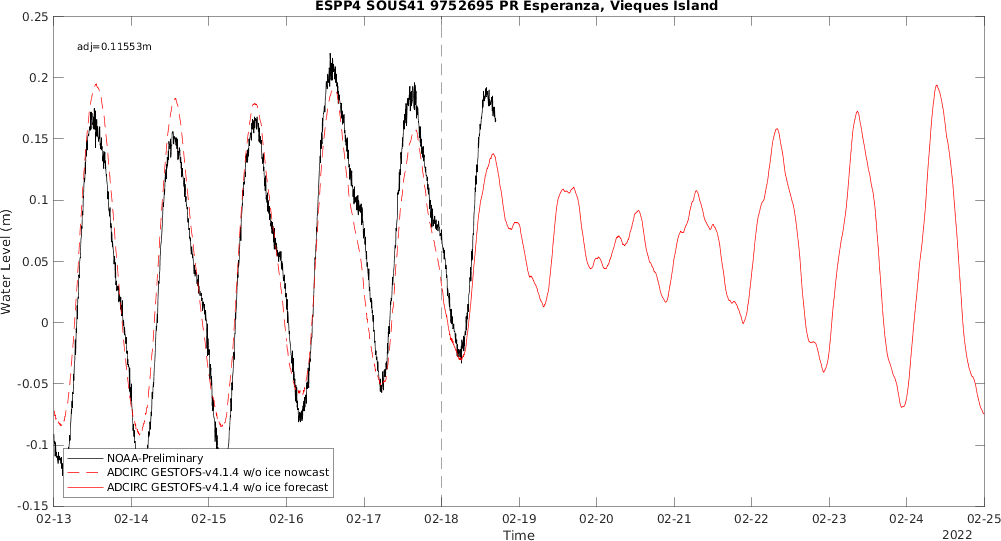 ESPP4 SOUS41 9752695 PR Esperanza, Vieques Island
adj=0.11553m
0.25
0.2
0.15
0.1
0.05
0
-0.05
-0.1
-0.15
Water Level (m)
NOAA-Preliminary
ADCIRC GESTOFS-v4.1.4 w/o ice nowcast
ADCIRC GESTOFS-v4.1.4 w/o ice forecast
02-13 02-14 02-15 02-16 02-17 02-18 02-19 02-20 02-21 02-22 02-23 02-24 02-25
Time
2022